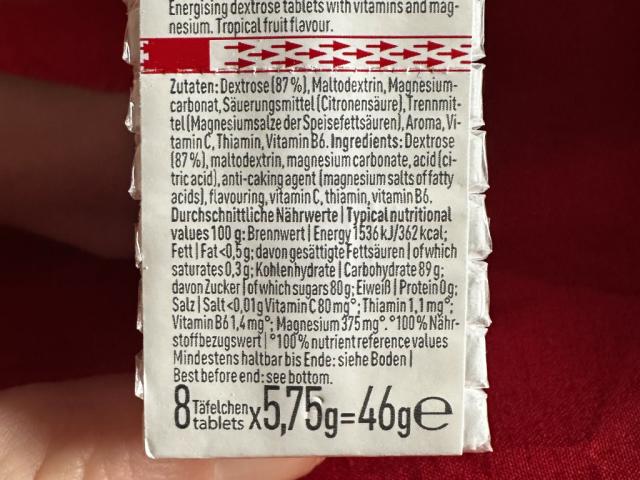 Energising dextrose tablets with vitamins and mag-
nesium. Tropical fruit flavour.
Zutaten: Dextrose (87 %), Maltodextrin, Magnesium-
carbonat, Säuerungsmittel (Citronensäure), Trennmit-
tel (Magnesiumsalze der Speisefettsäuren), Aroma, Vi-
tamin C, Thiamin, Vitamin B6. Ingredients: Dextrose
(87 %), maltodextrin, magnesium carbonate, acid (ci-
tric acid), anti-caking agent (magnesium salts of fatty
acids), flavouring, vitamin C, thiamin, vitamin B6.
Durchschnittliche Nährwerte | Typical nutritional
values 100 g: Brennwert | Energy 1536 kJ/362 kcal;
Fett | Fat <0,5 g; davon gesättigte Fettsäuren | of which
saturates 0,3 g; Kohlenhydrate | Carbohydrate 89 g;
davon Zucker | of which sugars 80 g; Eiweiß | Protein 0 g;
Salz | Salt <0,01 g Vitamin C 80 mg°; Thiamin 1,1 mg°;
Vitamin B6 1,4 mg°; Magnesium 375 mg°. °100 % Nähr-
stoffbezugswert | °100 % nutrient reference values
Mindestens haltbar bis Ende: siehe Boden |
Best before end: see bottom.
8 Täfelchen tablets x 5,75g=46g ℮